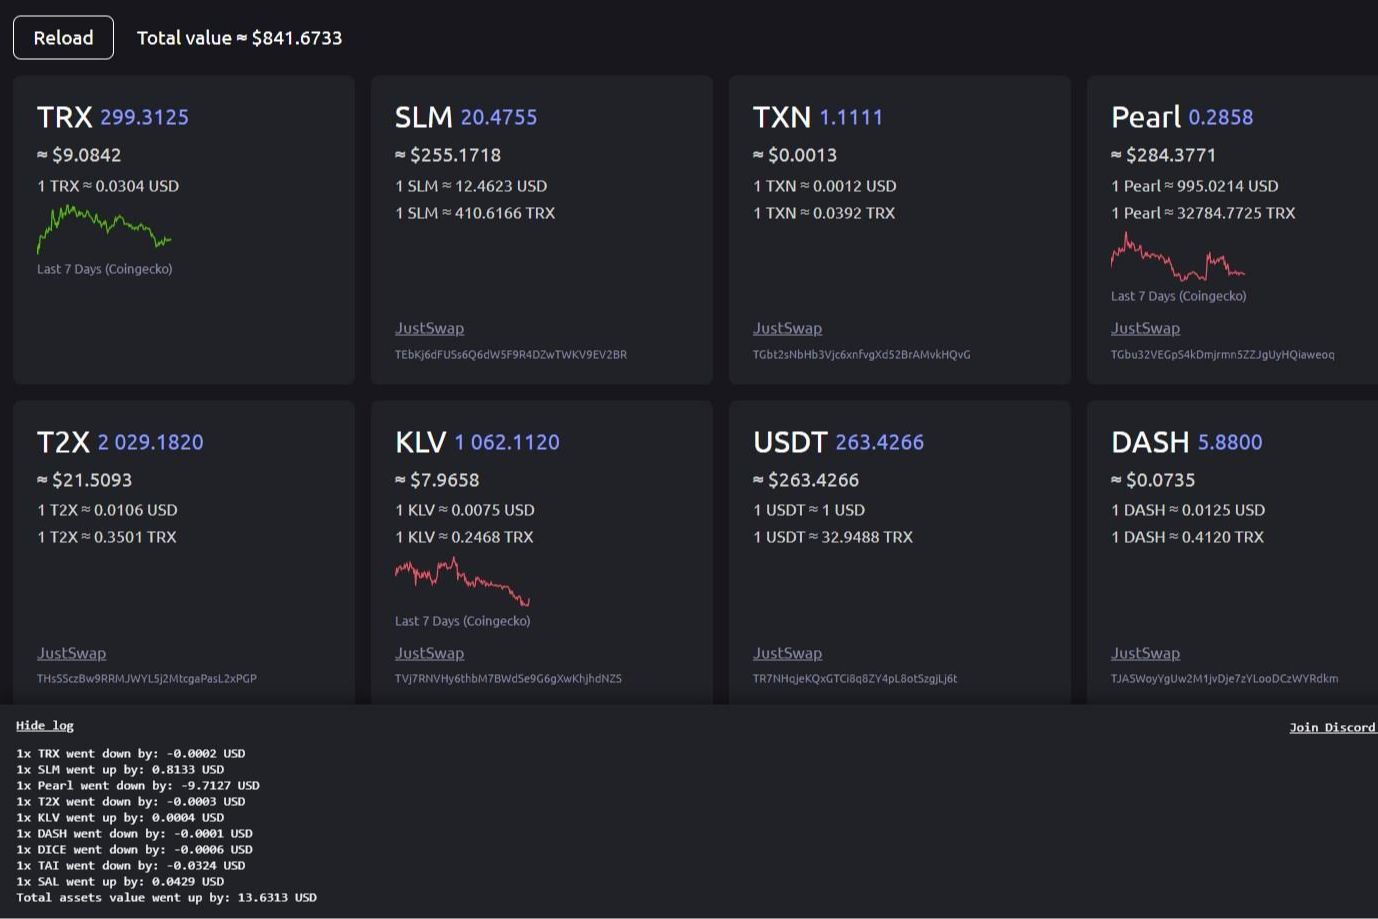 Reload
Total value ≈ $841.6733
TRX 299.3125
≈ $9.0842
1 TRX ≈ 0.0304 USD
Last 7 Days (Coingecko)
SLM 20.4755
≈ $255.1718
1 SLM ≈ 12.4623 USD
1 SLM ≈ 410.6166 TRX
JustSwap
TEbKj6dFUSs6Q6dW5F9R4DZwTWKV9EV2BR
TXN 1.1111
≈ $0.0013
1 TXN ≈ 0.0012 USD
1 TXN ≈ 0.0392 TRX
JustSwap
TGbt2sNbHb3Vjc6xnfvgXd52BrAMvkHQvG
Pearl 0.2858
≈ $284.3771
1 Pearl ≈ 995.0214 USD
1 Pearl ≈ 32784.7725 TRX
Last 7 Days (Coingecko)
JustSwap
TGbu32VEGpS4kDmjrmn5ZZJgUyHQiaweoq
T2X 2 029.1820
≈ $21.5093
1 T2X ≈ 0.0106 USD
1 T2X ≈ 0.3501 TRX
JustSwap
THsSSczBw9RRMJWYL5j2MtcgaPasL2xPGP
KLV 1 062.1120
≈ $7.9658
1 KLV ≈ 0.0075 USD
1 KLV ≈ 0.2468 TRX
Last 7 Days (Coingecko)
JustSwap
TVj7RNVHy6thbM7BWdSe9G6gXwKhjhdNZS
USDT 263.4266
≈ $263.4266
1 USDT ≈ 1 USD
1 USDT ≈ 32.9488 TRX
JustSwap
TR7NHqjeKQxGTCi8q8ZY4pL8otSzgjLj6t
DASH 5.8800
≈ $0.0735
1 DASH ≈ 0.0125 USD
1 DASH ≈ 0.4120 TRX
JustSwap
TJASWoyYgUw2M1jvDje7zYLooDCzWYRdkm
Hide log
Join Discord
1x TRX went down by: -0.0002 USD
1x SLM went up by: 0.8133 USD
1x Pearl went down by: -9.7127 USD
1x T2X went down by: -0.0003 USD
1x KLV went up by: 0.0004 USD
1x DASH went down by: -0.0001 USD
1x DICE went down by: -0.0006 USD
1x TAI went down by: -0.0324 USD
1x SAL went up by: 0.0429 USD
Total assets value went up by: 13.6313 USD